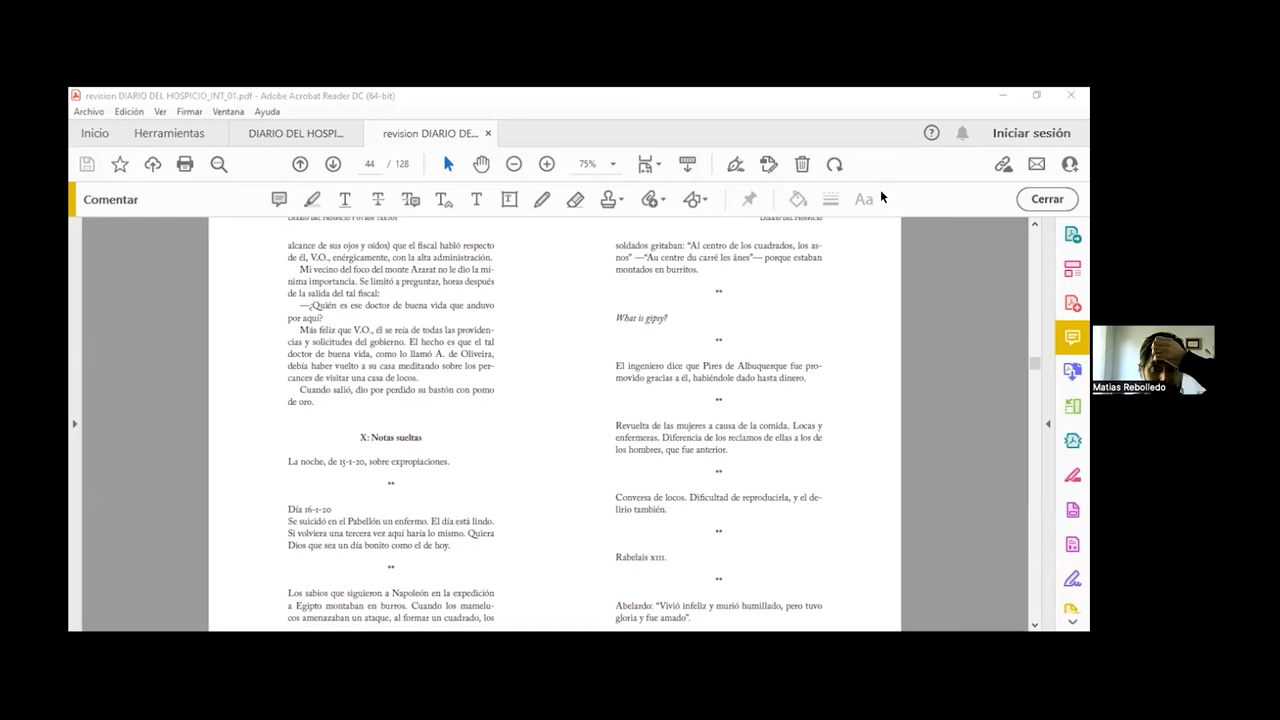 revision DIARIO DEL HOSPICIO_INT_01.pdf - Adobe Acrobat Reader DC (64-bit)
Archivo Edición Ver Firmar Ventana Ayuda
Inicio Herramientas DIARIO DEL HOSPI... revision DIARIO DE... Iniciar sesión
44 / 128 75%
Comentar Cerrar
DIARIO DEL HOSPICIO Y OTROS TEXTOS
alcance de sus ojos y oídos) que el fiscal habló respecto
de él, V.O., enérgicamente, con la alta administración.
Mi vecino del foco del monte Ararat no le dio la mí-
nima importancia. Se limitó a preguntar, horas después
de la salida del tal fiscal:
—¿Quién es ese doctor de buena vida que anduvo
por aquí?
Más feliz que V.O., él se reía de todas las providen-
cias y solicitudes del gobierno. El hecho es que el tal
doctor de buena vida, como lo llamó A. de Oliveira,
debía haber vuelto a su casa meditando sobre los per-
cances de visitar una casa de locos.
Cuando salió, dio por perdido su bastón con pomo
de oro.
X: Notas sueltas
La noche, de 15-1-20, sobre expropiaciones.
**
Día 16-1-20
Se suicidó en el Pabellón un enfermo. El día está lindo.
Si volviera una tercera vez aquí haría lo mismo. Quiera
Dios que sea un día bonito como el de hoy.
**
Los sabios que siguieron a Napoleón en la expedición
a Egipto montaban en burros. Cuando los mamelu-
cos amenazaban un ataque, al formar un cuadrado, los
DIARIO DEL HOSPICIO
soldados gritaban: “Al centro de los cuadrados, los as-
nos” —“Au centre du carré les ânes”— porque estaban
montados en burritos.
**
What is gipsy?
**
El ingeniero dice que Pires de Albuquerque fue pro-
movido gracias a él, habiéndole dado hasta dinero.
**
Revuelta de las mujeres a causa de la comida. Locas y
enfermeras. Diferencia de los reclamos de ellas a los de
los hombres, que fue anterior.
**
Conversa de locos. Dificultad de reproducirla, y el de-
lirio también.
**
Rabelais XIII.
**
Abelardo: “Vivió infeliz y murió humillado, pero tuvo
gloria y fue amado”.
Matias Rebolledo